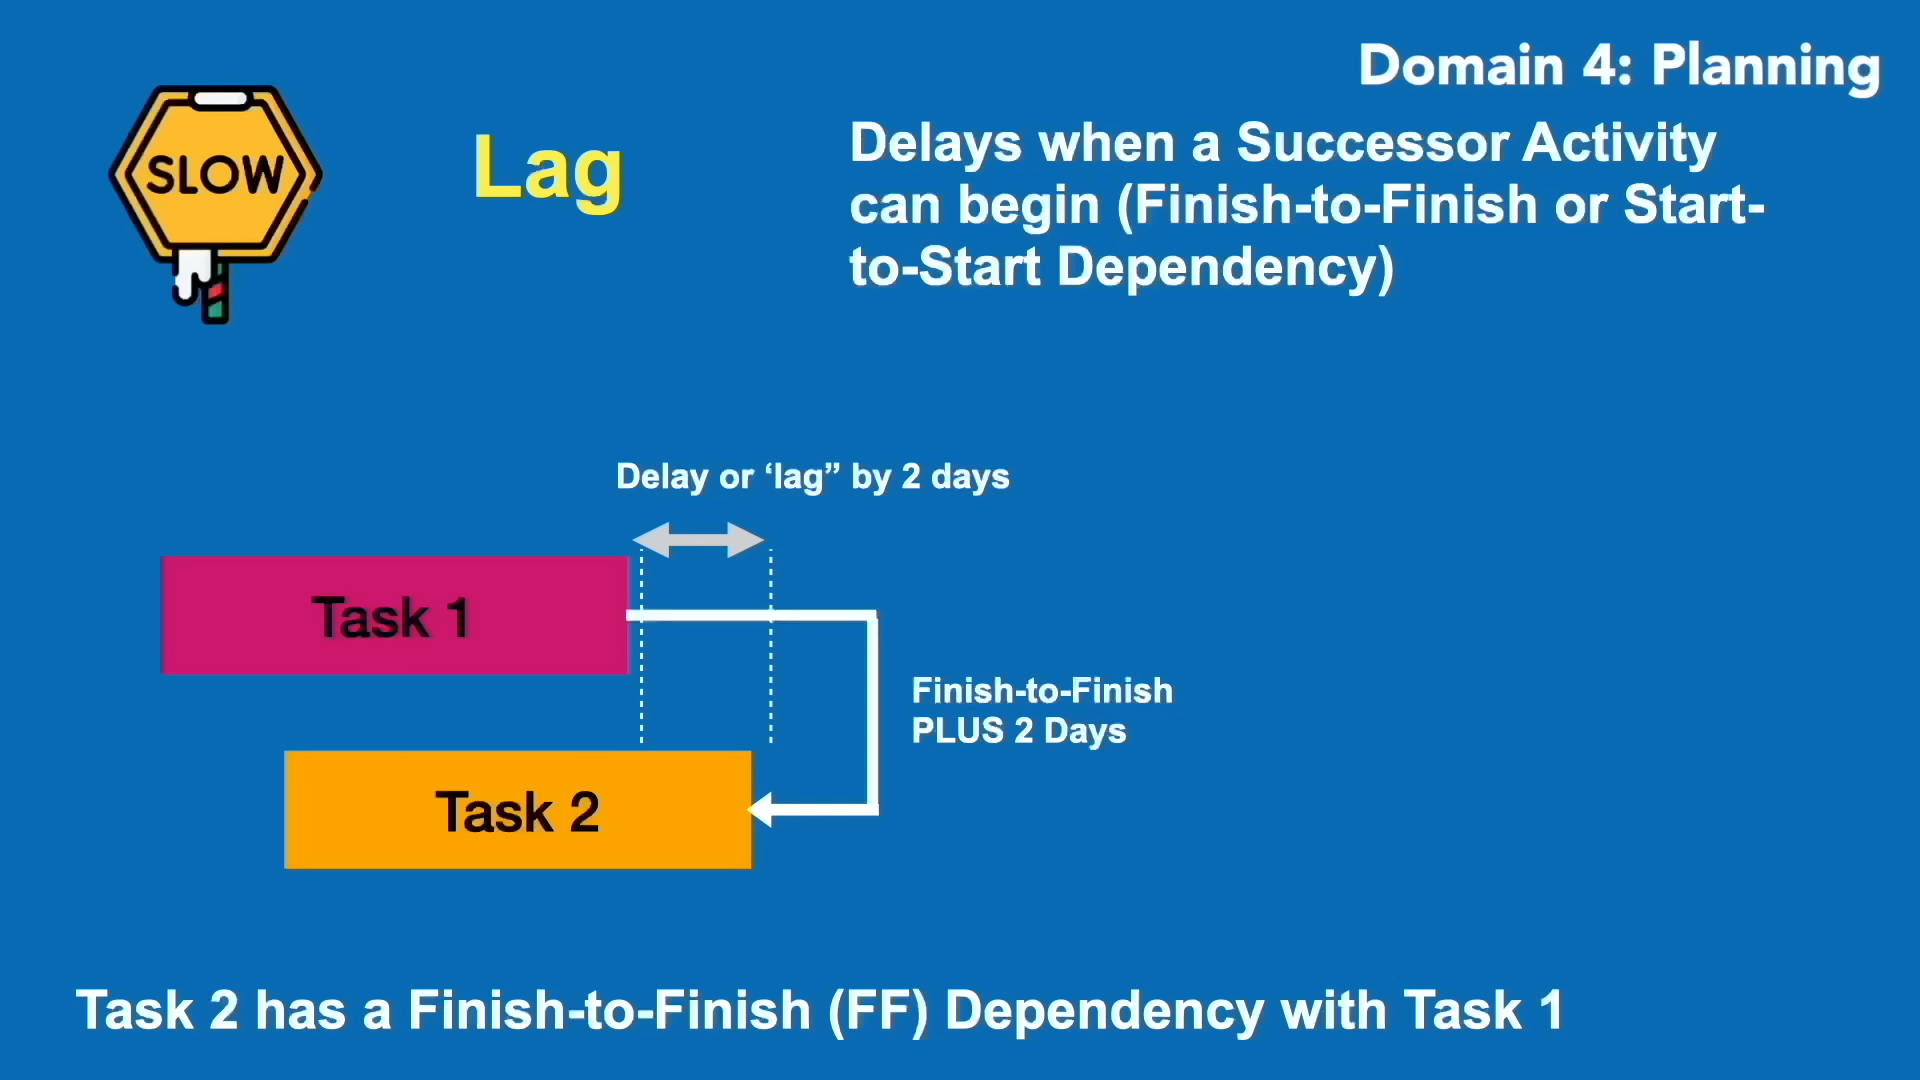 Domain 4: Planning
SLOW
Lag
Delays when a Successor Activity
can begin (Finish-to-Finish or Start-
to-Start Dependency)
Delay or ‘lag” by 2 days
Task 1
Finish-to-Finish
PLUS 2 Days
Task 2
Task 2 has a Finish-to-Finish (FF) Dependency with Task 1